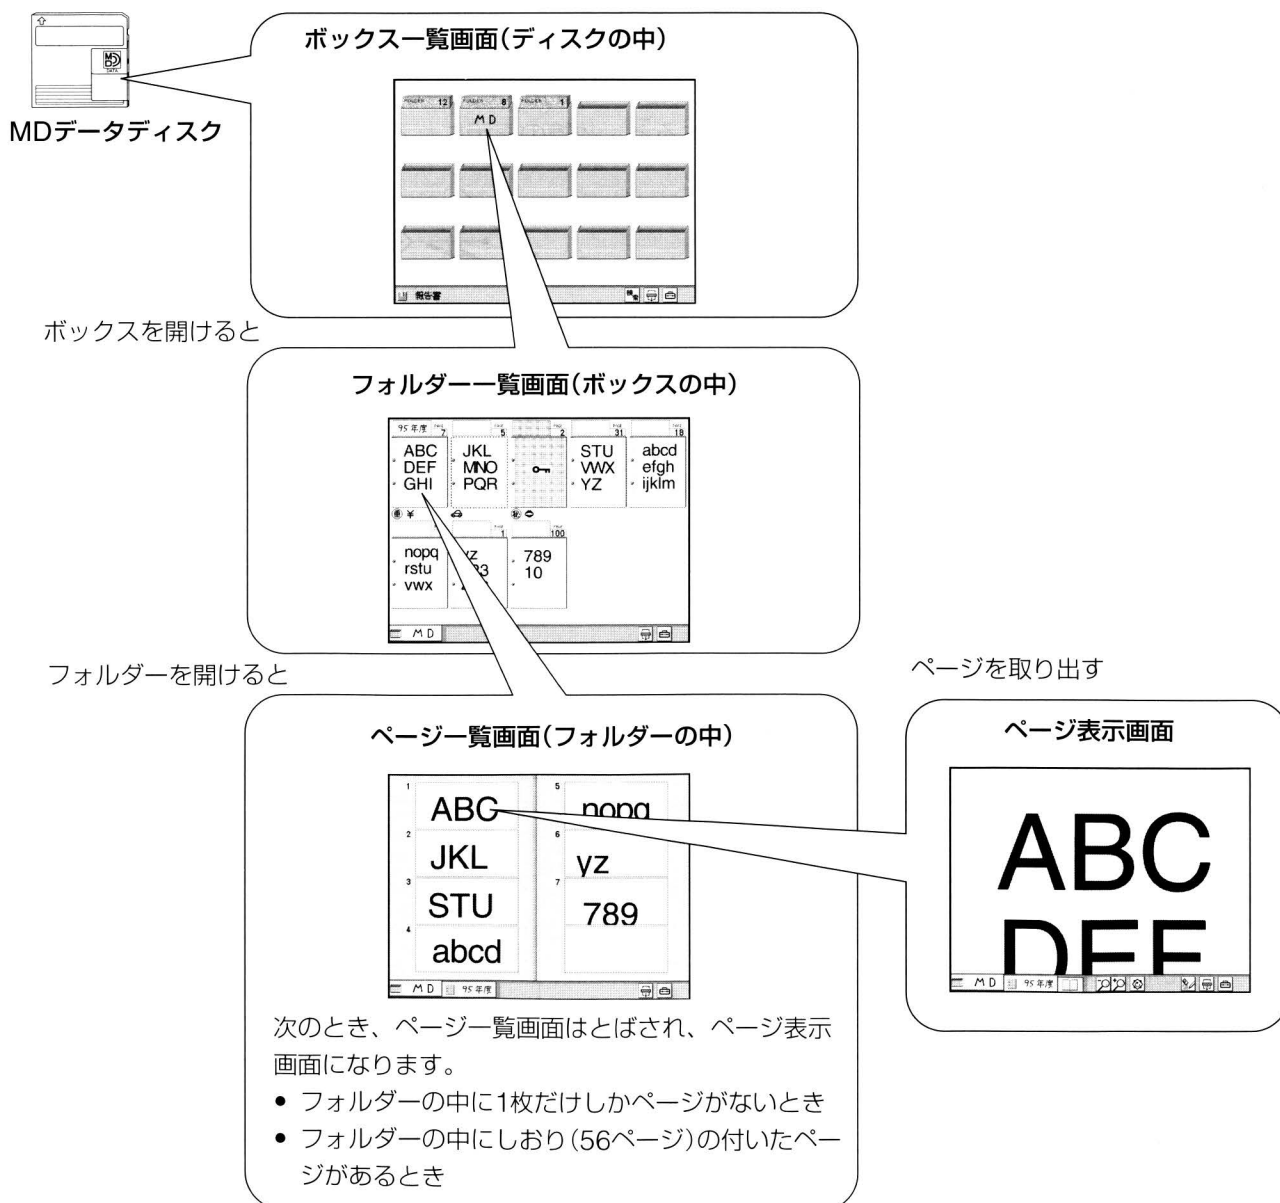 MD
DATA
MDデータディスク
ボックス一覧画面(ディスクの中)
FOLDER 12
FOLDER 8
FOLDER 1
MD
報告書
検索
ボックスを開けると
フォルダー一覧画面(ボックスの中)
95年度
7
5
2
31
18
ABC
DEF
GHI
JKL
MNO
PQR
STU
VWX
YZ
abcd
efgh
ijklm
¥
1
100
nopq
rstu
vwx
yz
789
10
MD
フォルダーを開けると
ページ一覧画面(フォルダーの中)
1
ABC
2
JKL
3
STU
4
abcd
5
nopq
6
yz
7
789
MD
95年度
次のとき、ページ一覧画面はとばされ、ページ表示
画面になります。
• フォルダーの中に1枚だけしかページがないとき
• フォルダーの中にしおり(56ページ)の付いたペー
ジがあるとき
ページを取り出す
ページ表示画面
ABC
DEF
MD
95年度